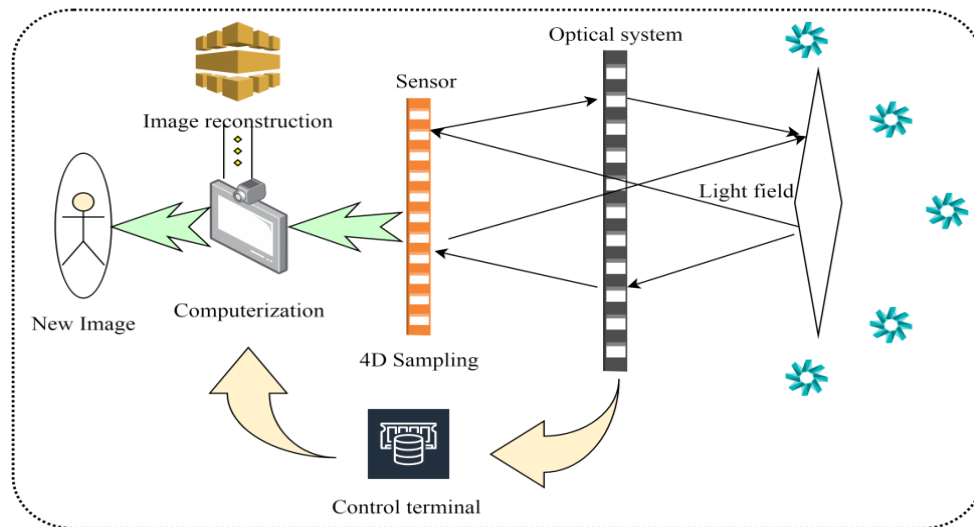 Optical system
Sensor
Image reconstruction
Light field
New Image
Computerization
4D Sampling
Control terminal